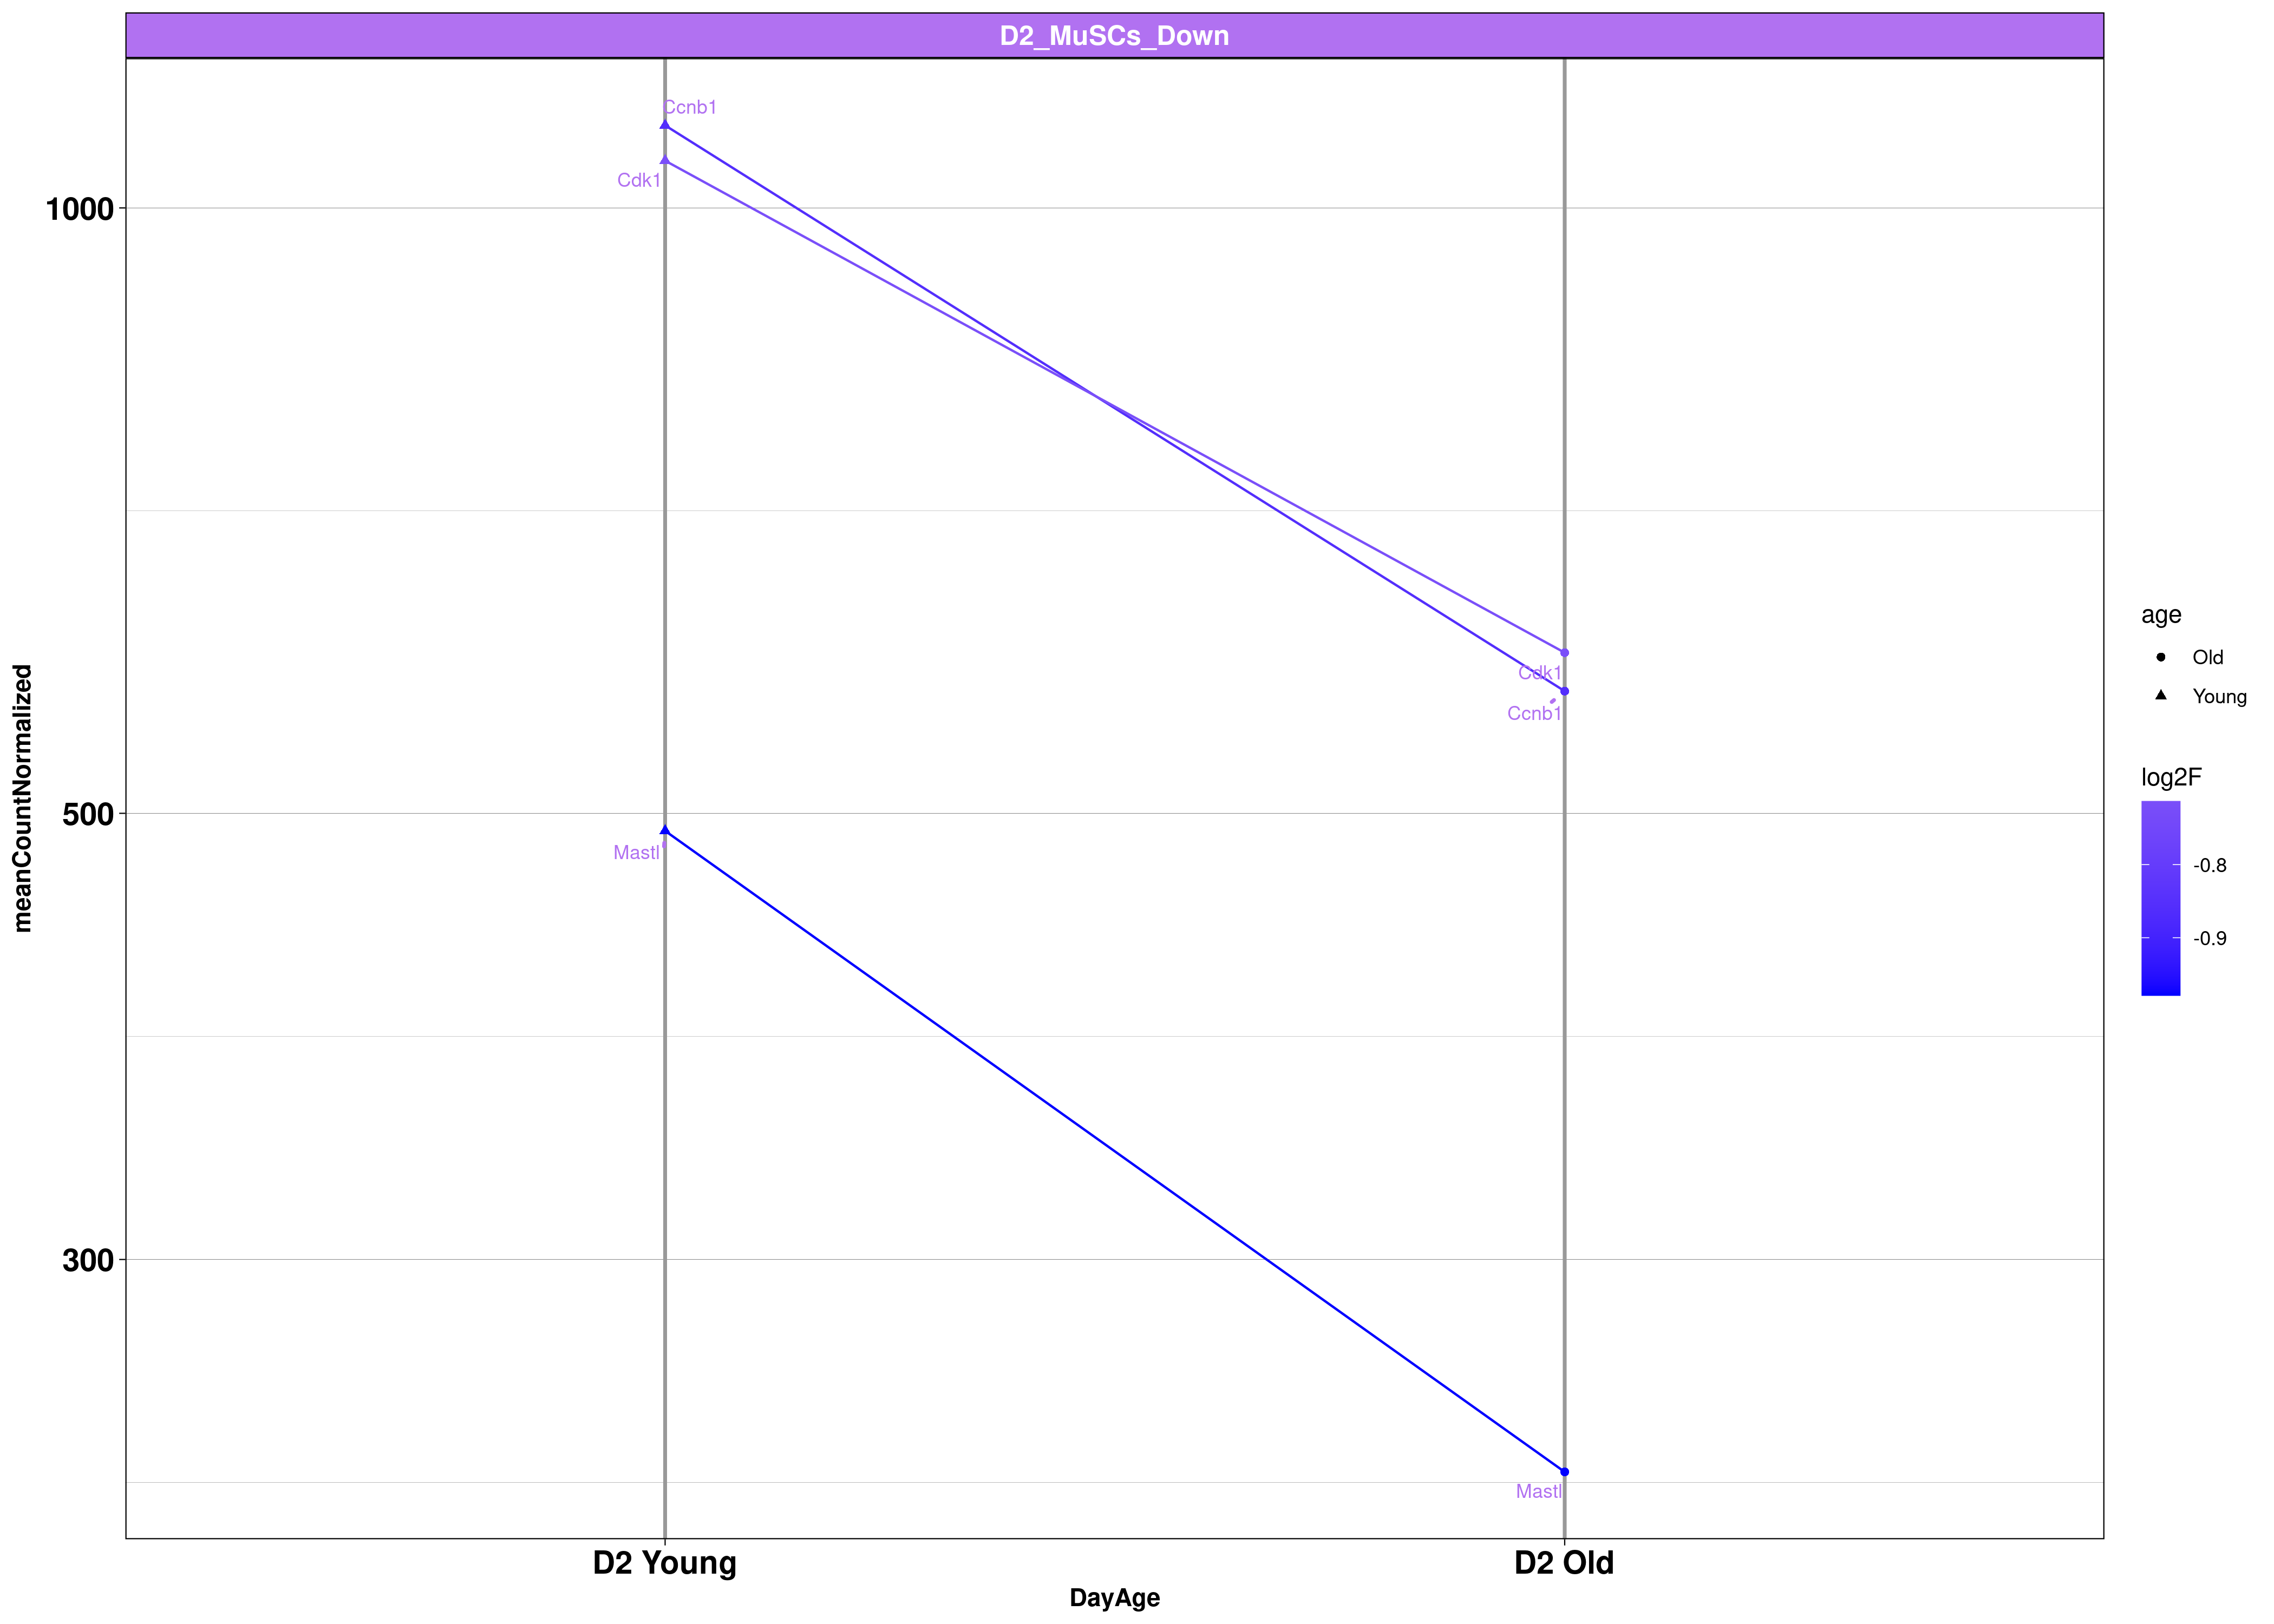 D2_MuSCs_Down
meanCountNormalized
1000
500
300
Ccnb1
Cdk1
Cdk1
Ccnb1
Mastl
Mastl
D2 Young
D2 Old
DayAge
age
Old
Young
log2F
-0.8
-0.9